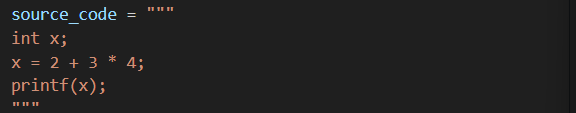 source_code = """
int x;
x = 2 + 3 * 4;
printf(x);
"""